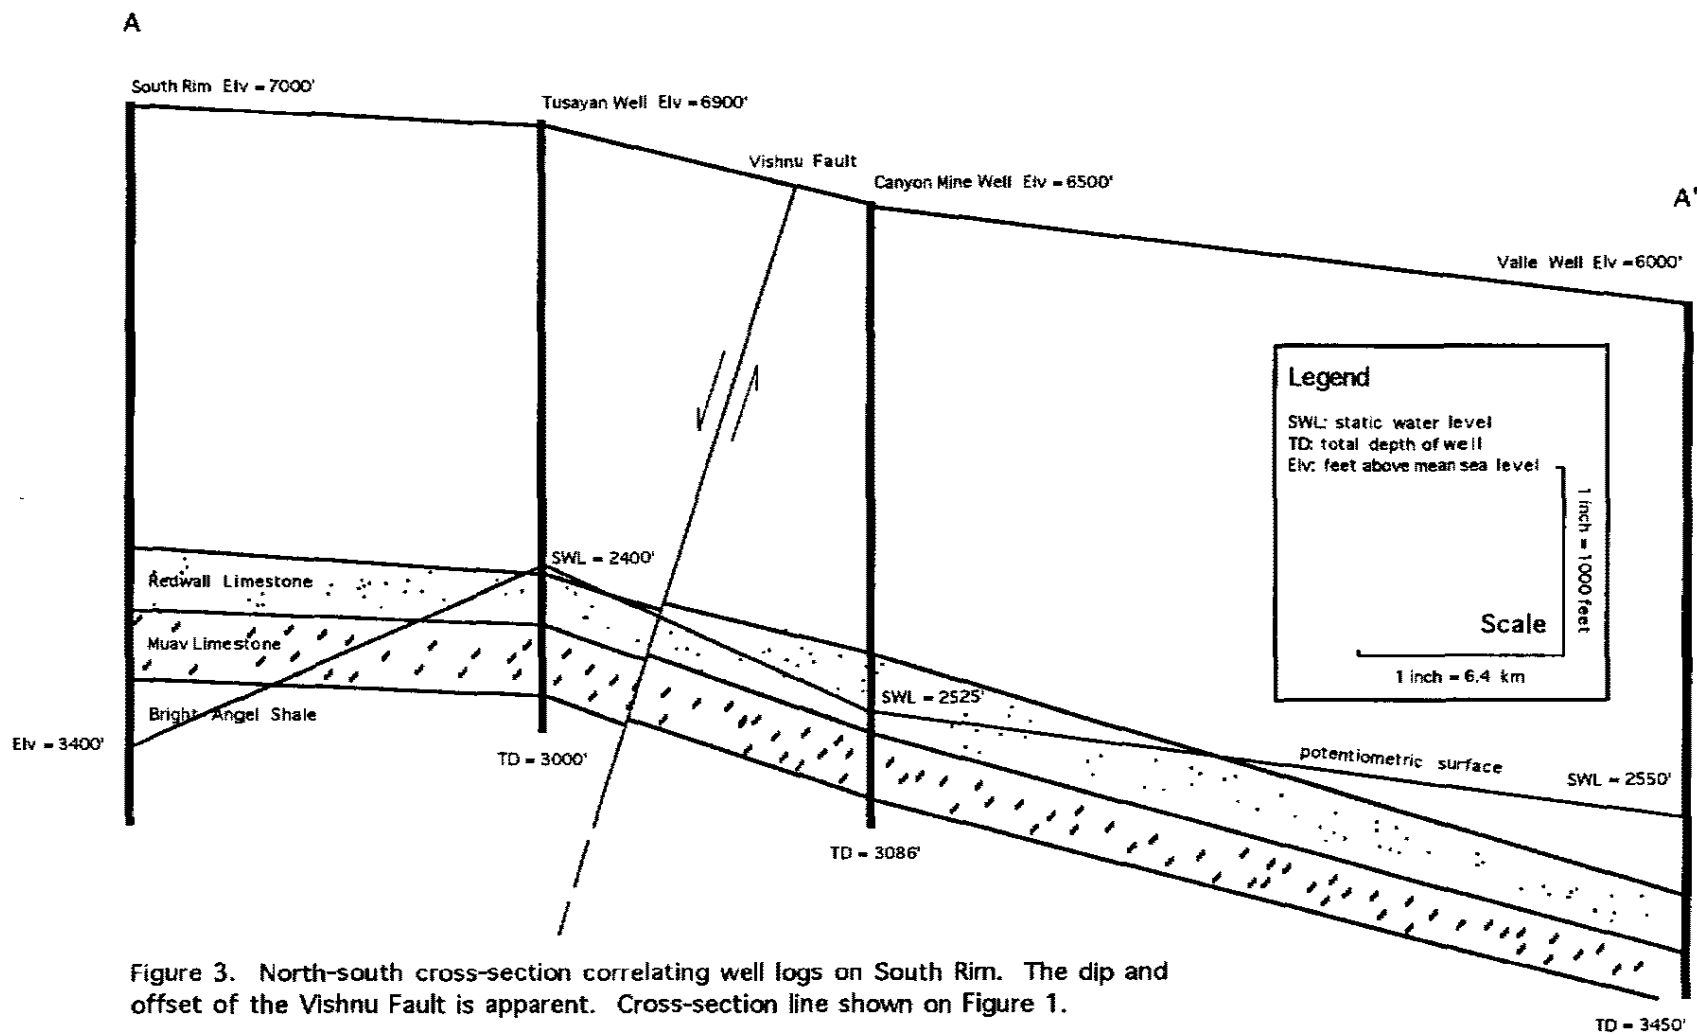 A
South Rim Elv = 7000'
Tusayan Well Elv = 6900'
Vishnu Fault
Canyon Mine Well Elv = 6500'
A'
Valle Well Elv = 6000'
Legend
SWL: static water level
TD: total depth of well
Elv: feet above mean sea level
1 inch = 1000 feet
Scale
1 inch = 6.4 km
SWL = 2400'
Redwall Limestone
Muav Limestone
SWL = 2525'
Bright Angel Shale
Elv = 3400'
potentiometric surface
TD = 3000'
SWL = 2550'
TD = 3086'
Figure 3. North-south cross-section correlating well logs on South Rim. The dip and
offset of the Vishnu Fault is apparent. Cross-section line shown on Figure 1.
TD = 3450'